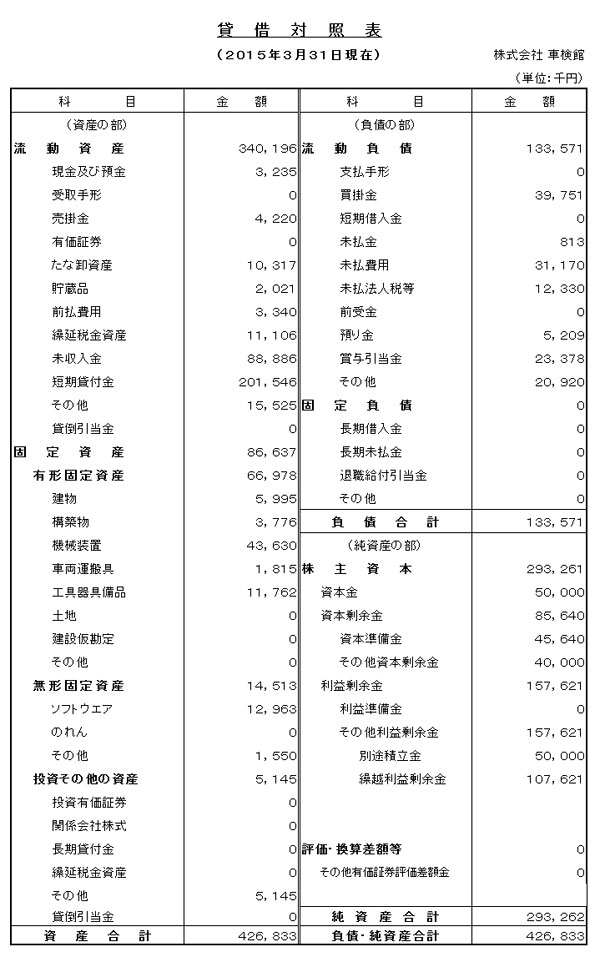 貸借対照表
（2015年3月31日現在）
株式会社 車検館
（単位：千円）
科目 金額 科目 金額
（資産の部） （負債の部）
流動資産 340,196 流動負債 133,571
現金及び預金 3,235 支払手形 0
受取手形 0 買掛金 39,751
売掛金 4,220 短期借入金 0
有価証券 0 未払金 813
たな卸資産 10,317 未払費用 31,170
貯蔵品 2,021 未払法人税等 12,330
前払費用 3,340 前受金 0
繰延税金資産 11,106 預り金 5,209
未収入金 88,886 賞与引当金 23,378
短期貸付金 201,546 その他 20,920
その他 15,525 固定負債 0
貸倒引当金 0 長期借入金 0
固定資産 86,637 長期未払金 0
有形固定資産 66,978 退職給付引当金 0
建物 5,995 その他 0
構築物 3,776 負債合計 133,571
機械装置 43,630 （純資産の部）
車両運搬具 1,815 株主資本 293,261
工具器具備品 11,762 資本金 50,000
土地 0 資本剰余金 85,640
建設仮勘定 0 資本準備金 45,640
その他 0 その他資本剰余金 40,000
無形固定資産 14,513 利益剰余金 157,621
ソフトウエア 12,963 利益準備金 0
のれん 0 その他利益剰余金 157,621
その他 1,550 別途積立金 50,000
投資その他の資産 5,145 繰越利益剰余金 107,621
投資有価証券 0
関係会社株式 0
長期貸付金 0 評価・換算差額等 0
繰延税金資産 0 その他有価証券評価差額金 0
その他 5,145
貸倒引当金 0 純資産合計 293,262
資産合計 426,833 負債・純資産合計 426,833